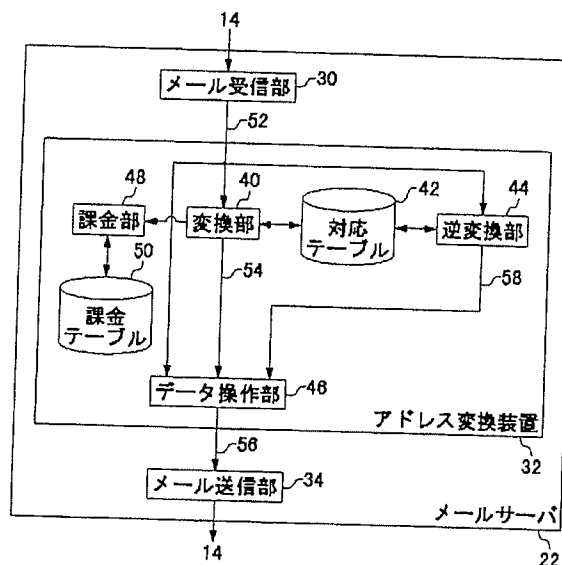 14
メール受信部 30
52
48 40 42 44
課金部 変換部 対応
テーブル 逆変換部
50 54 58
課金
テーブル
データ操作部 46
アドレス変換装置
56 32
メール送信部 34
メールサーバ
14 22